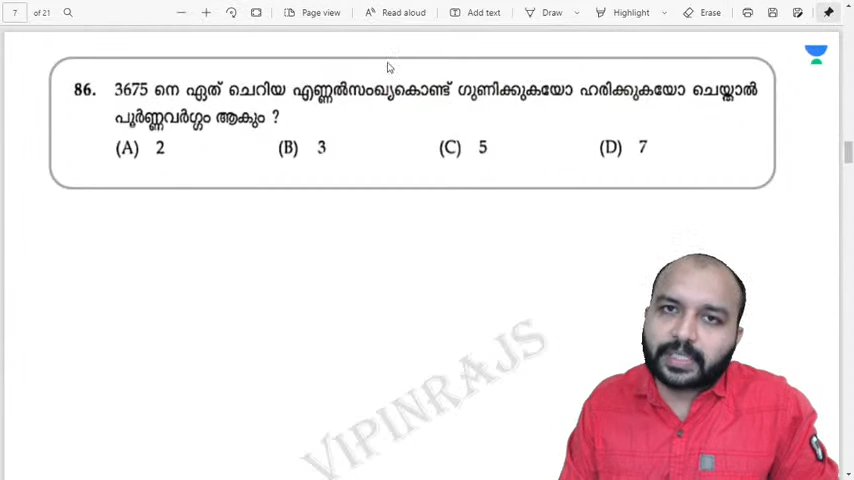 7 of 21 Page view Read aloud Add text Draw Highlight Erase
86. 3675 നെ ഏത് ചെറിയ എണ്ണൽസംഖ്യകൊണ്ട് ഗുണിക്കുകയോ ഹരിക്കുകയോ ചെയ്താൽ
പൂർണ്ണവർഗ്ഗം ആകും ?
(A) 2 (B) 3 (C) 5 (D) 7
VIPINRAJS